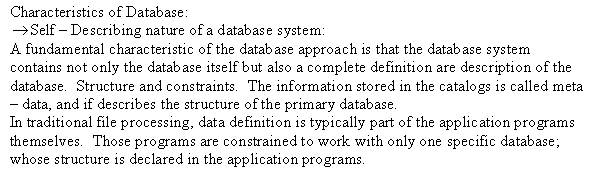 Characteristics of Database:
→Self – Describing nature of a database system:
A fundamental characteristic of the database approach is that the database system
contains not only the database itself but also a complete definition are description of the
database. Structure and constraints. The information stored in the catalogs is called meta
– data, and if describes the structure of the primary database.
In traditional file processing, data definition is typically part of the application programs
themselves. Those programs are constrained to work with only one specific database;
whose structure is declared in the application programs.